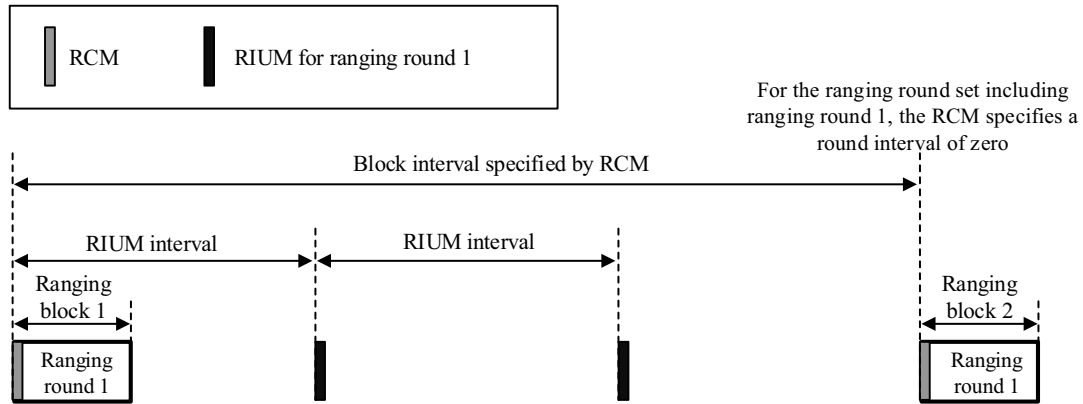 RCM
RIUM for ranging round 1
For the ranging round set including
ranging round 1, the RCM specifies a
round interval of zero
Block interval specified by RCM
RIUM interval
RIUM interval
Ranging
block 1
Ranging
block 2
Ranging
round 1
Ranging
round 1